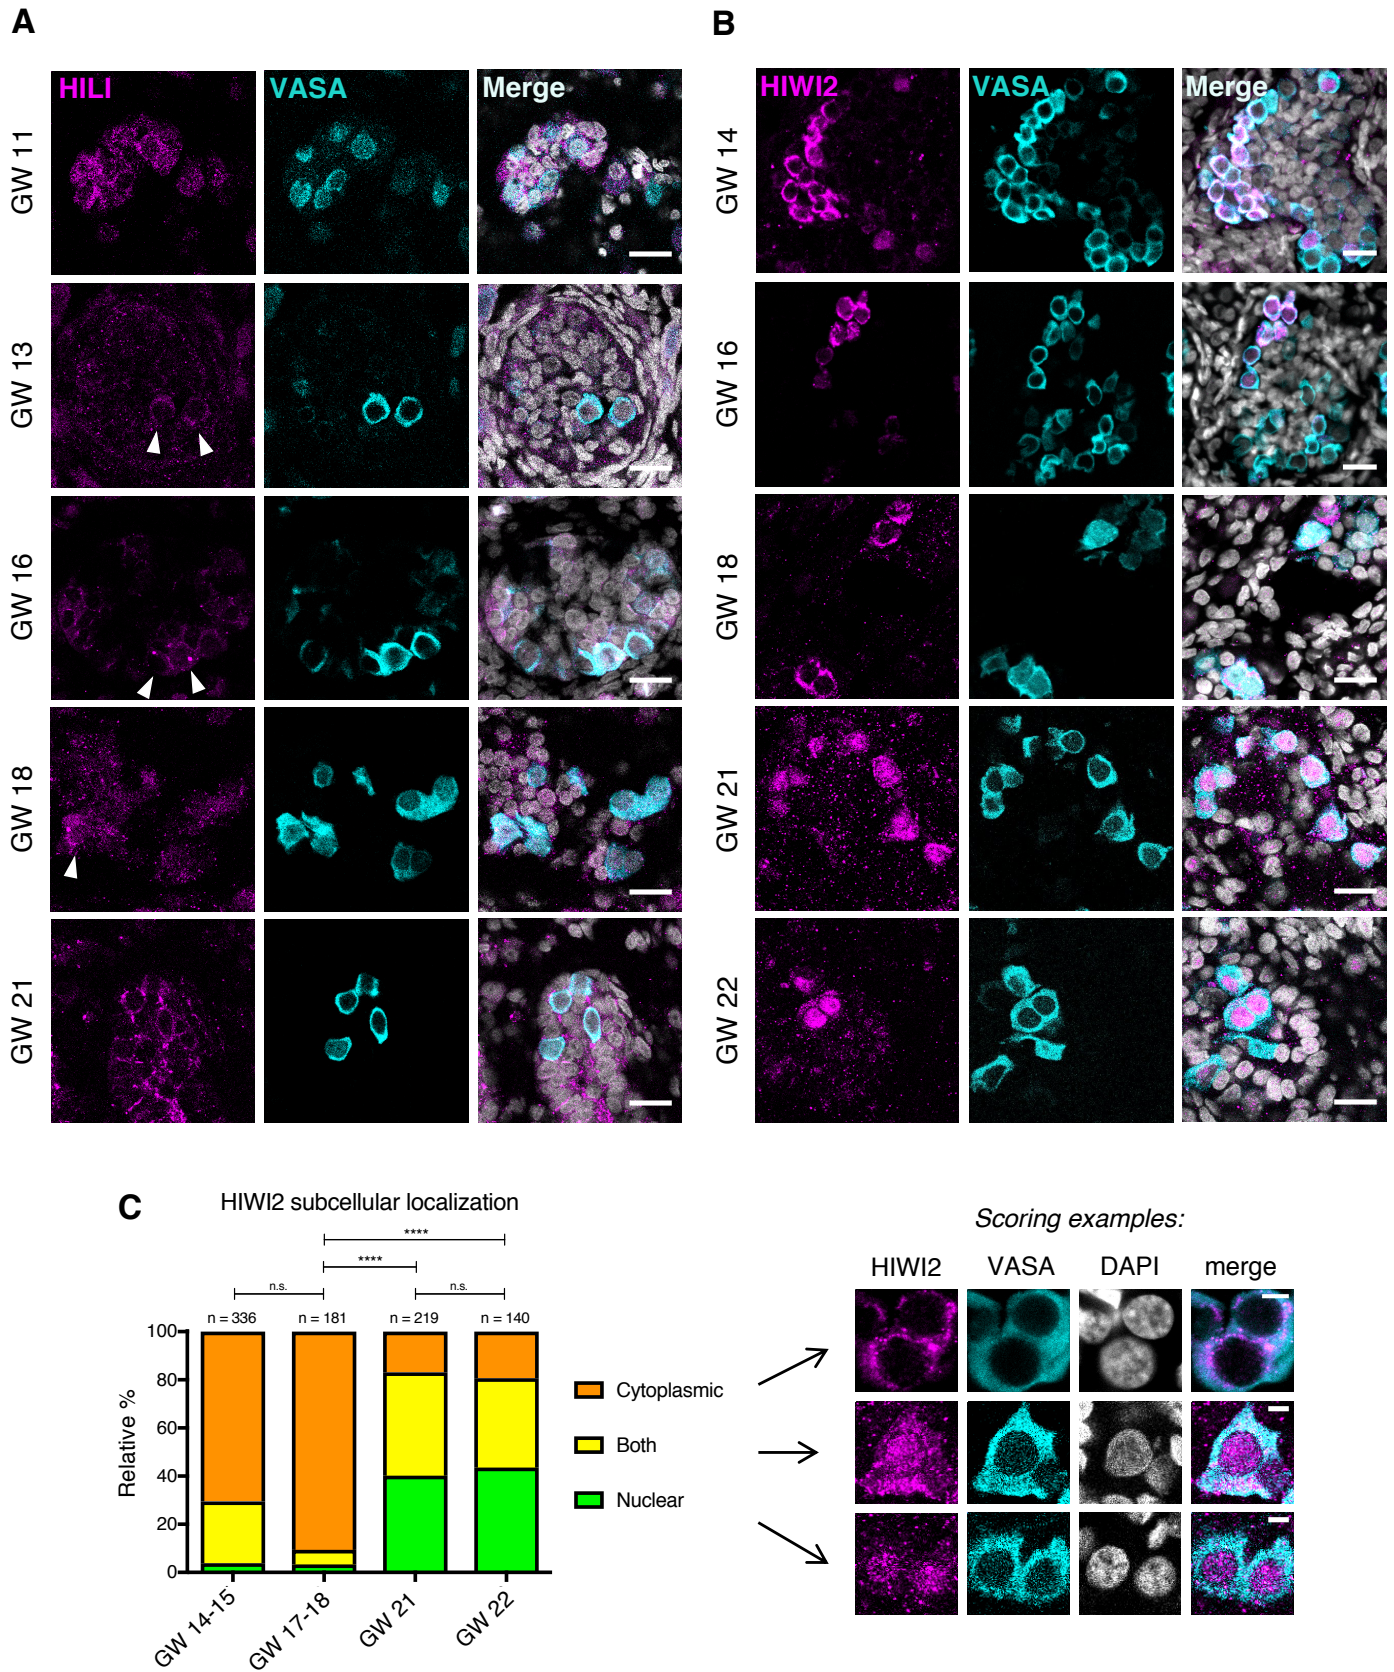 A
B
HILI VASA Merge
HIWI2 VASA Merge
GW 11
GW 13
GW 16
GW 18
GW 21
GW 14
GW 16
GW 18
GW 21
GW 22
C
HIWI2 subcellular localization
****
****
n.s. n.s.
n = 336 n = 181 n = 219 n = 140
Relative %
100
80
60
40
20
0
GW 14-15 GW 17-18 GW 21 GW 22
Cytoplasmic
Both
Nuclear
Scoring examples:
HIWI2 VASA DAPI merge